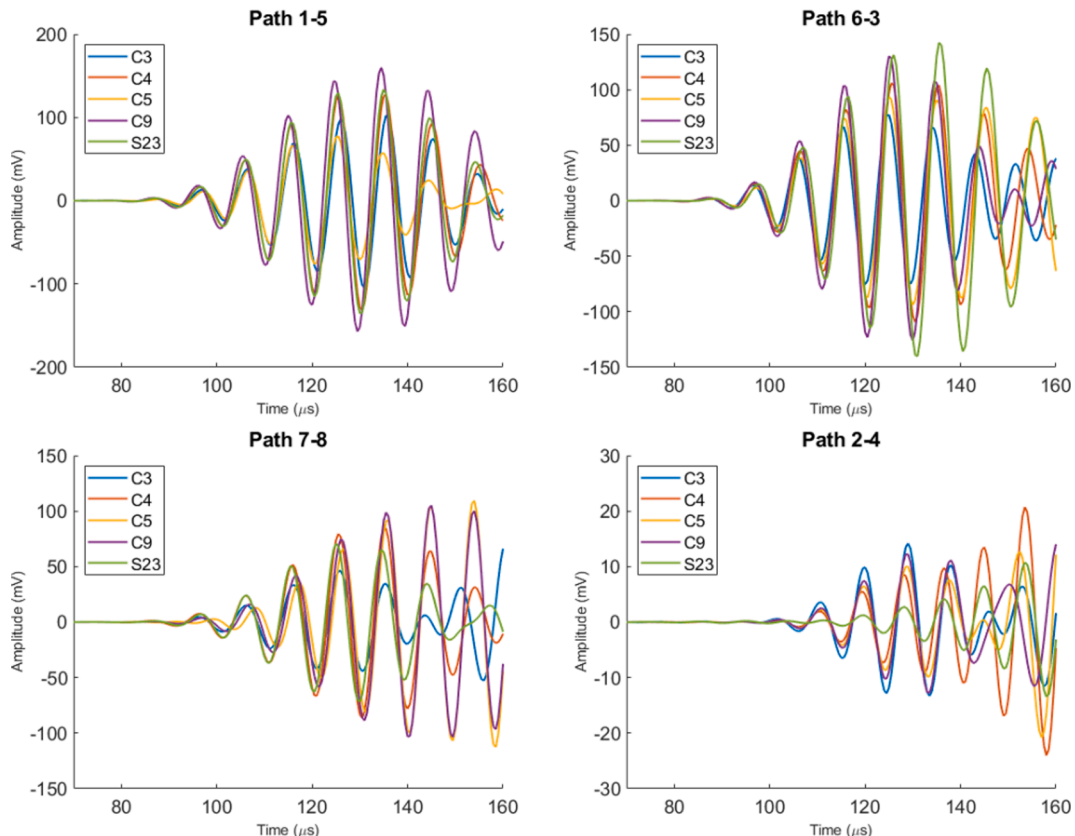 Path 1-5
200
100
0
-100
-200
Amplitude (mV)
C3
C4
C5
C9
S23
80
100
120
140
160
Time (μs)
Path 6-3
150
100
50
0
-50
-100
-150
Amplitude (mV)
C3
C4
C5
C9
S23
80
100
120
140
160
Time (μs)
Path 7-8
150
100
50
0
-50
-100
-150
Amplitude (mV)
C3
C4
C5
C9
S23
80
100
120
140
160
Time (μs)
Path 2-4
30
20
10
0
-10
-20
-30
Amplitude (mV)
C3
C4
C5
C9
S23
80
100
120
140
160
Time (μs)